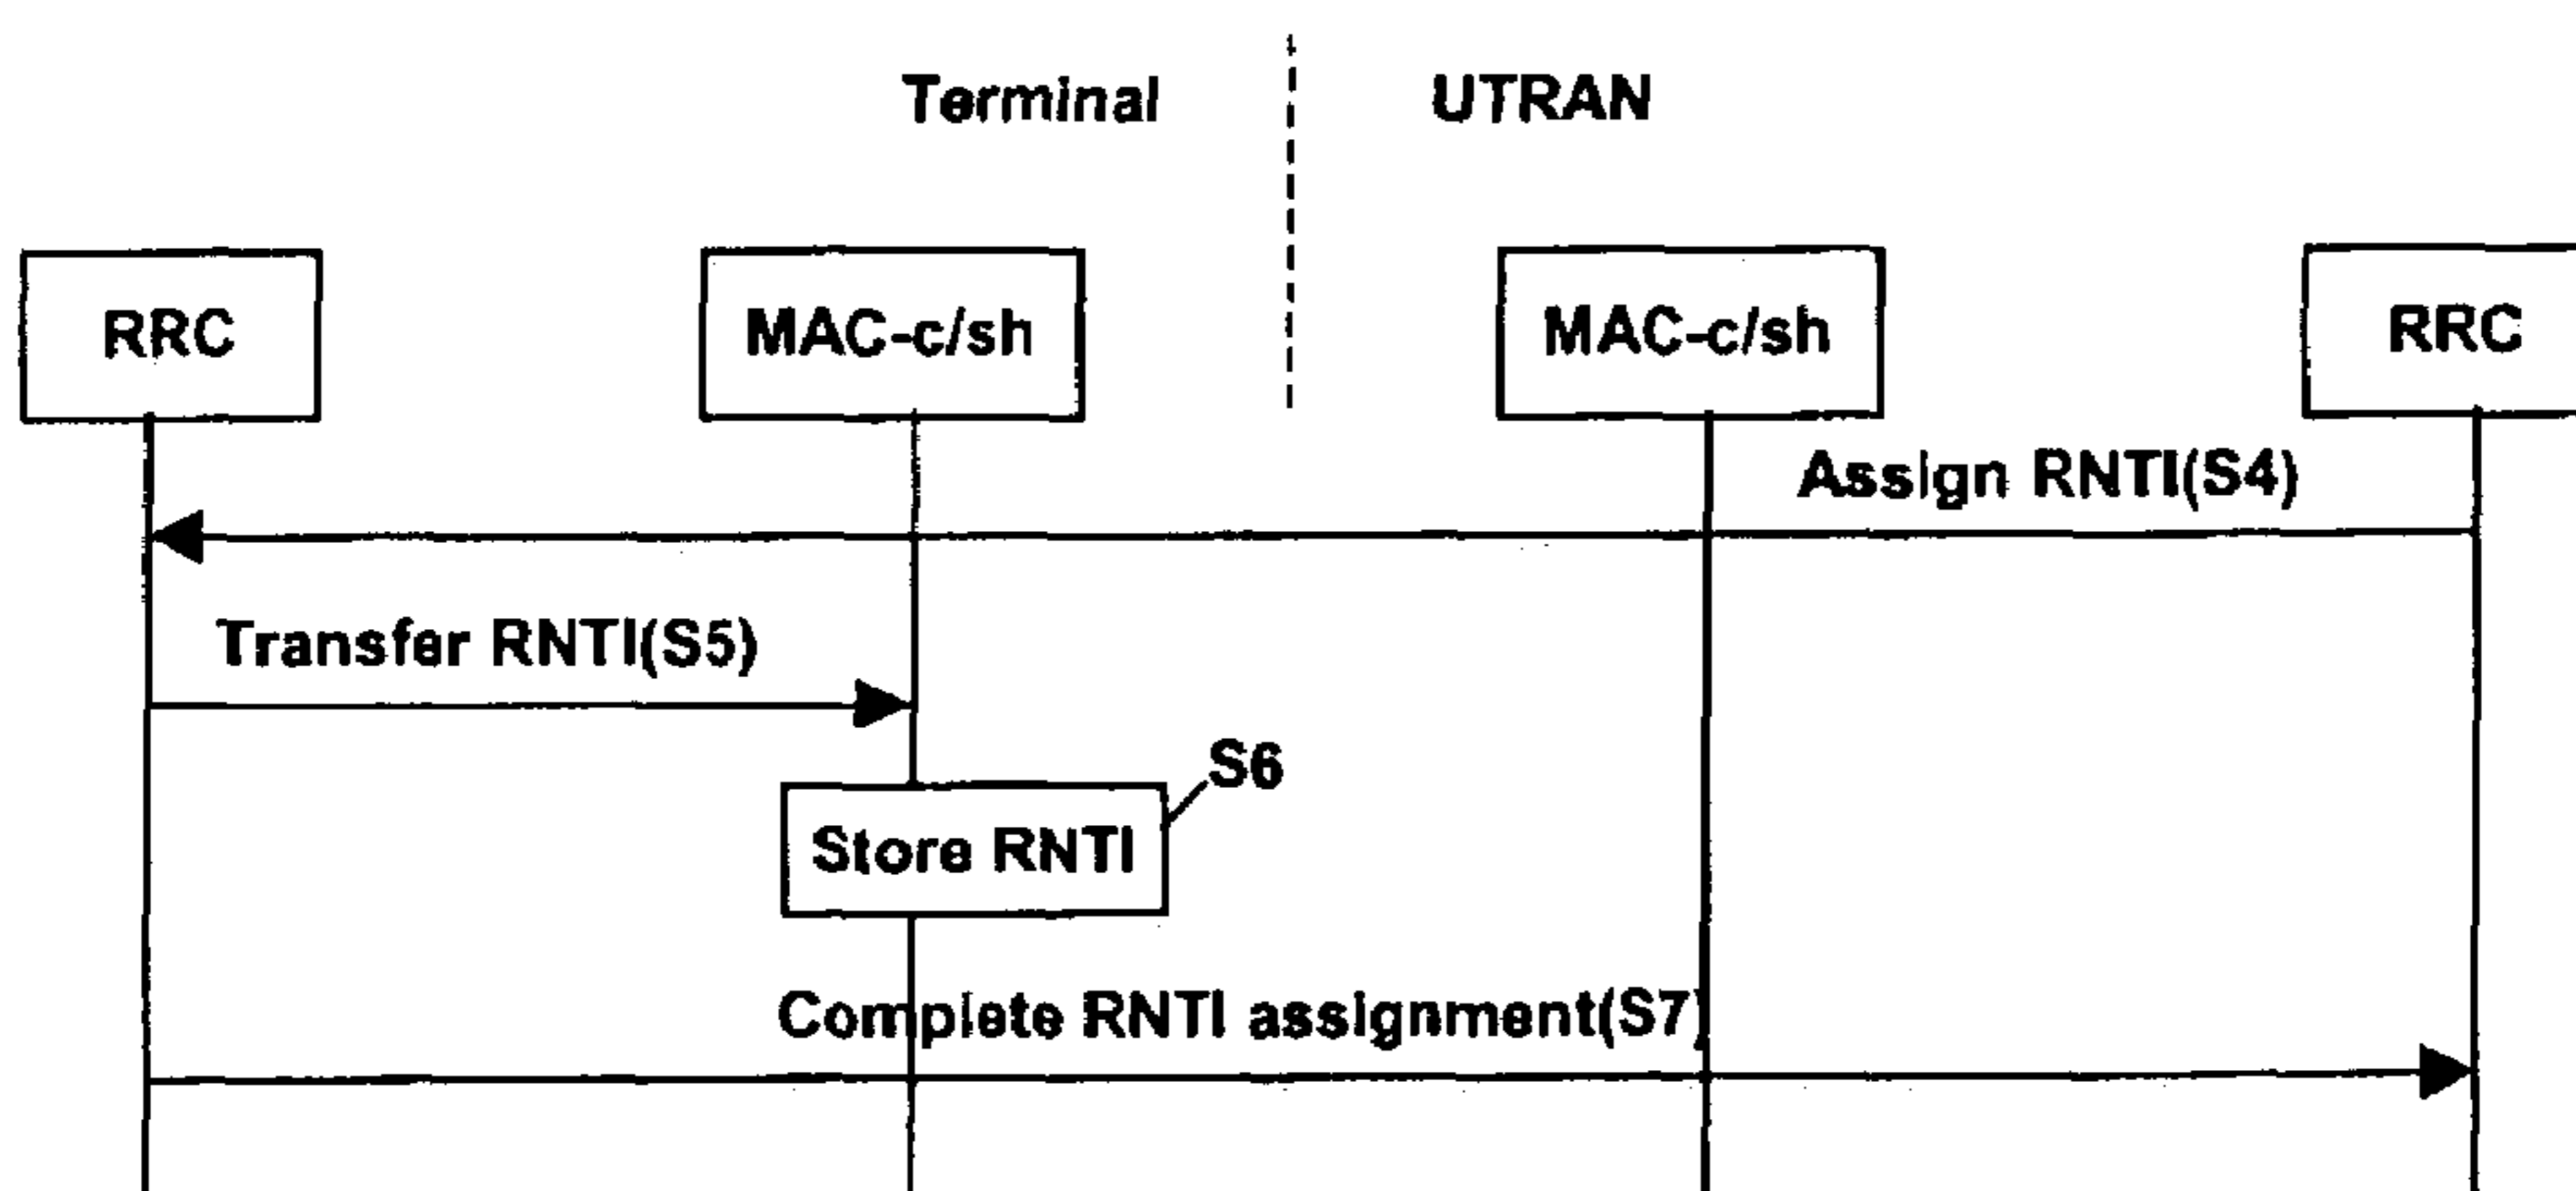 Terminal UTRAN
RRC MAC-c/sh MAC-c/sh RRC
Assign RNTI(S4)
Transfer RNTI(S5)
S6
Store RNTI
Complete RNTI assignment(S7)